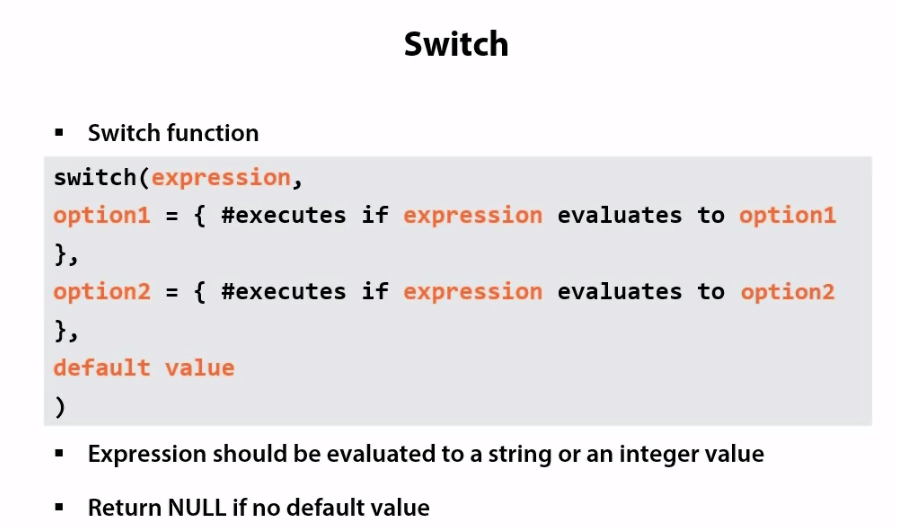 Switch
▪ Switch function
switch(expression,
option1 = { #executes if expression evaluates to option1
},
option2 = { #executes if expression evaluates to option2
},
default value
)
▪ Expression should be evaluated to a string or an integer value
▪ Return NULL if no default value